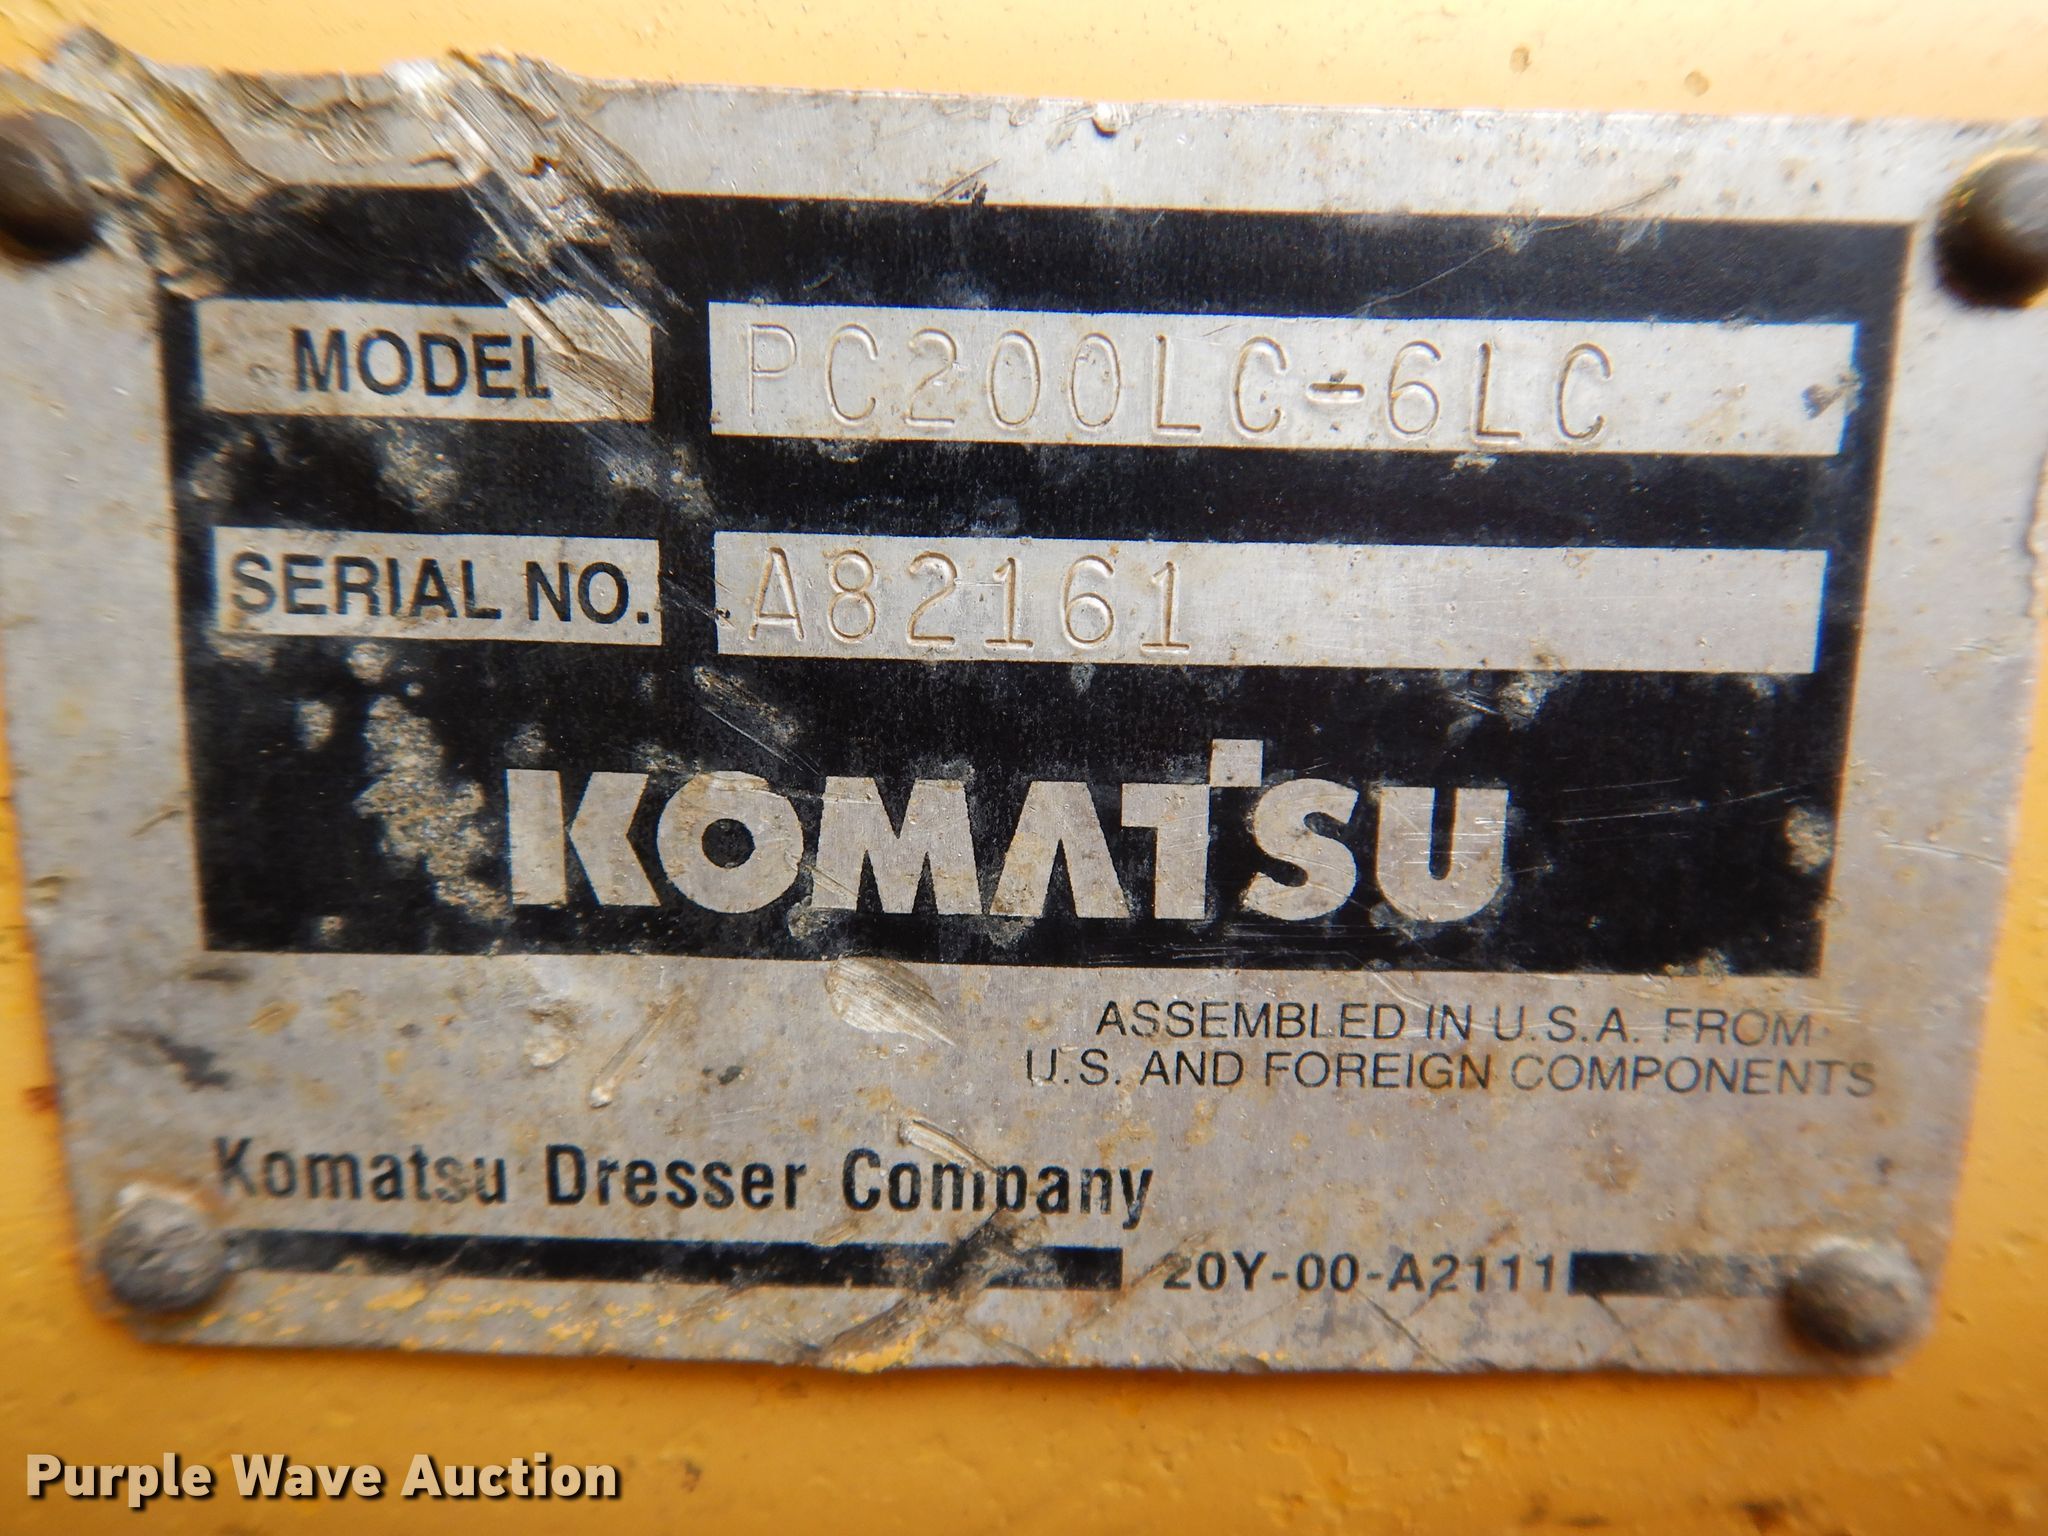 MODEL PC200LC-6LC
SERIAL NO. A82161
KOMATSU
ASSEMBLED IN U.S.A. FROM
U.S. AND FOREIGN COMPONENTS
Komatsu Dresser Company
20Y-00-A2111
Purple Wave Auction